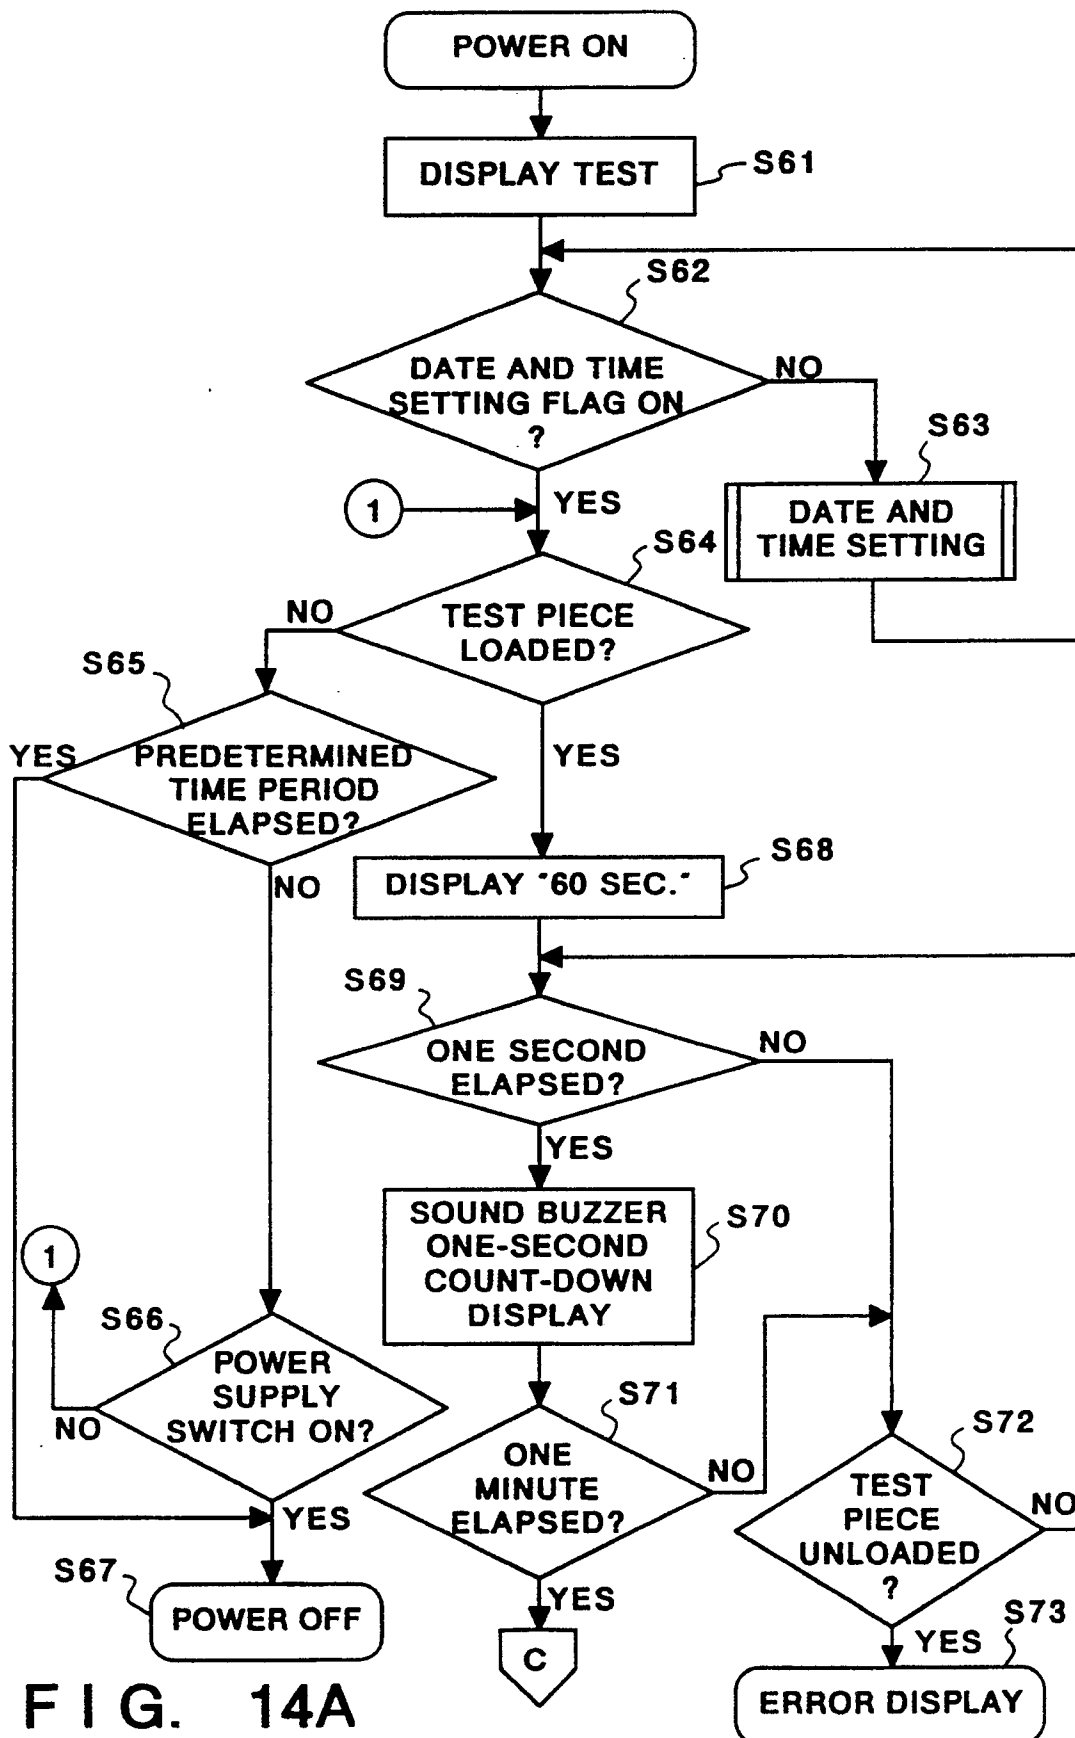 POWER ON
DISPLAY TEST
S61
S62
DATE AND TIME
SETTING FLAG ON
?
NO
S63
DATE AND
TIME SETTING
1
YES
S64
TEST PIECE
LOADED?
NO
S65
YES
PREDETERMINED
TIME PERIOD
ELAPSED?
YES
NO
S68
DISPLAY "60 SEC."
S69
ONE SECOND
ELAPSED?
NO
YES
SOUND BUZZER
ONE-SECOND
COUNT-DOWN
DISPLAY
S70
1
S66
POWER
SUPPLY
SWITCH ON?
NO
YES
S71
ONE
MINUTE
ELAPSED?
NO
YES
S72
TEST
PIECE
UNLOADED
?
NO
YES
S67
POWER OFF
C
S73
ERROR DISPLAY
FIG. 14A